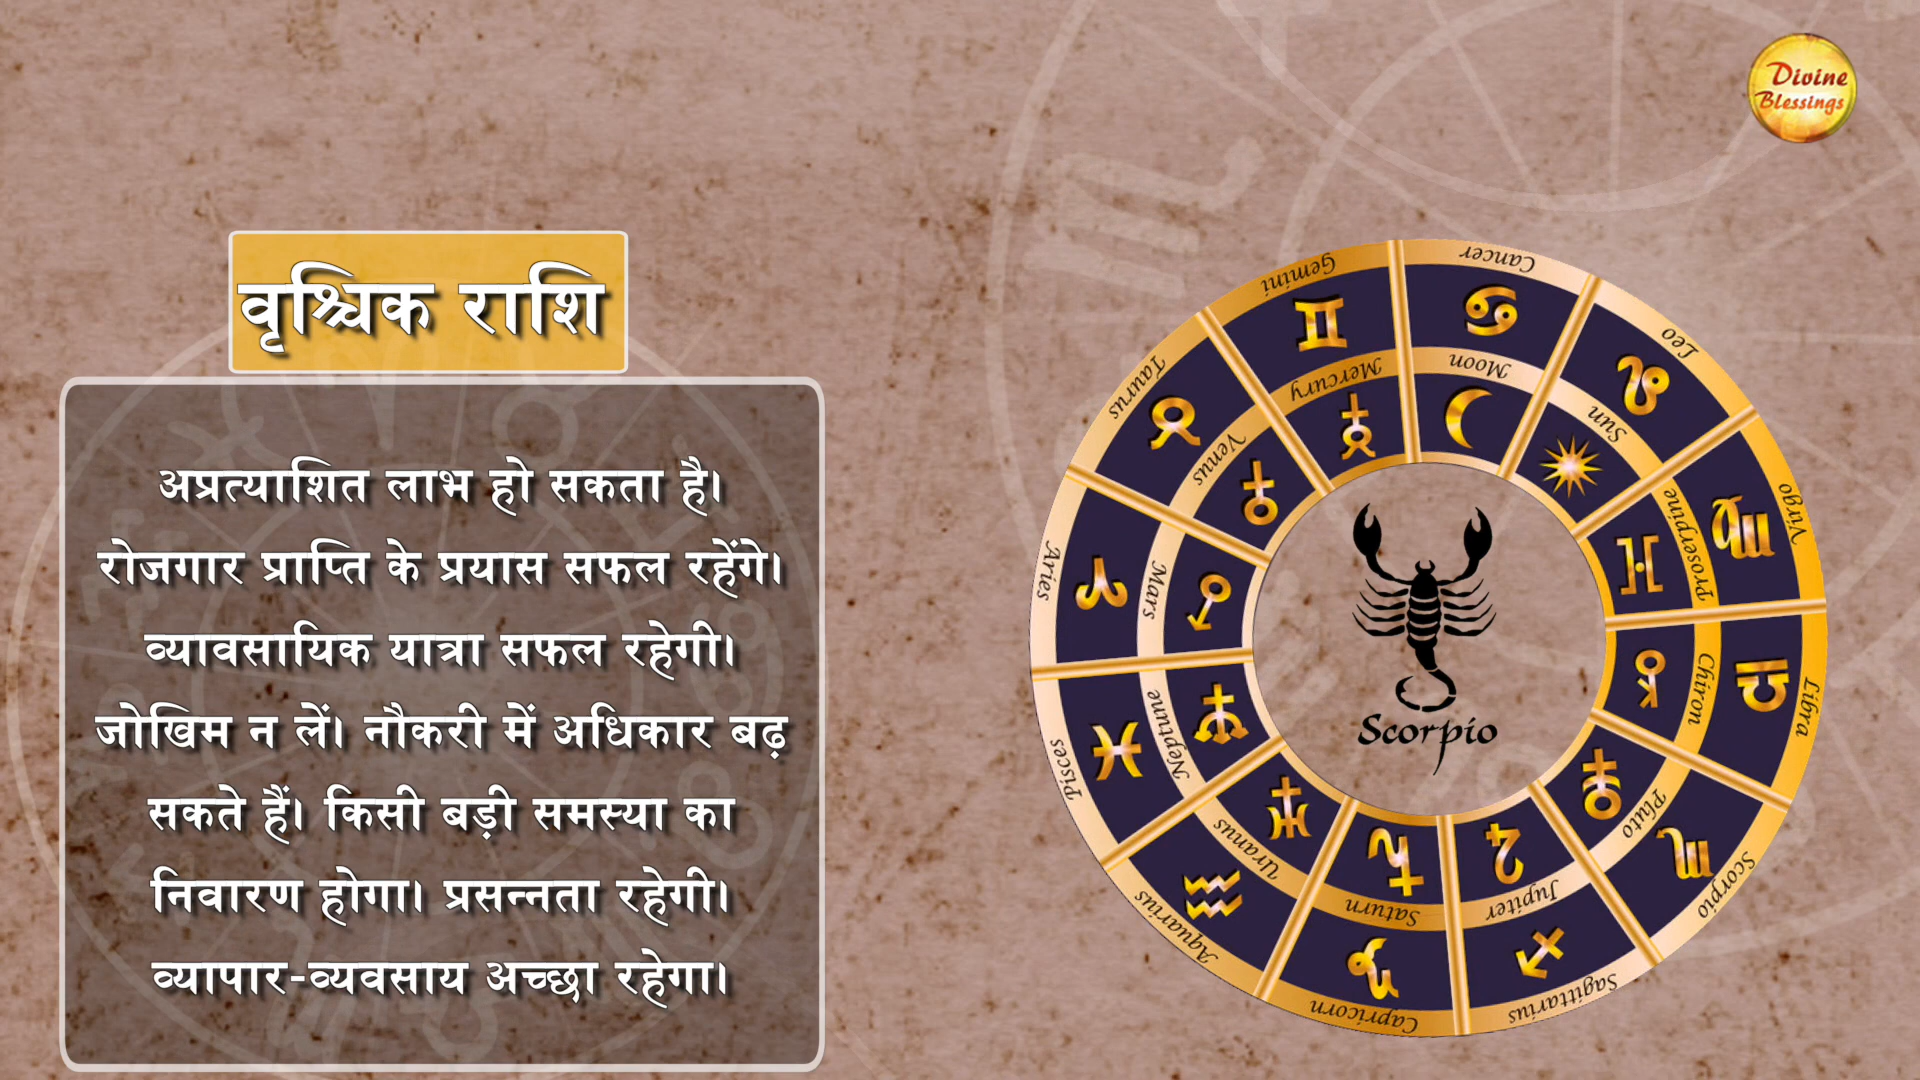 Divine
Blessings
वृश्चिक राशि
अप्रत्याशित लाभ हो सकता है।
रोजगार प्राप्ति के प्रयास सफल रहेंगे।
व्यावसायिक यात्रा सफल रहेगी।
जोखिम न लें। नौकरी में अधिकार बढ़
सकते हैं। किसी बड़ी समस्या का
निवारण होगा। प्रसन्नता रहेगी।
व्यापार-व्यवसाय अच्छा रहेगा।
Cancer
Leo
Virgo
Libra
Scorpio
Sagittarius
Capricorn
Aquarius
Pisces
Aries
Taurus
Gemini
Moon
Sun
Proserpine
Chiron
Pluto
Jupiter
Saturn
Uranus
Neptune
Mars
Venus
Mercury
Scorpio